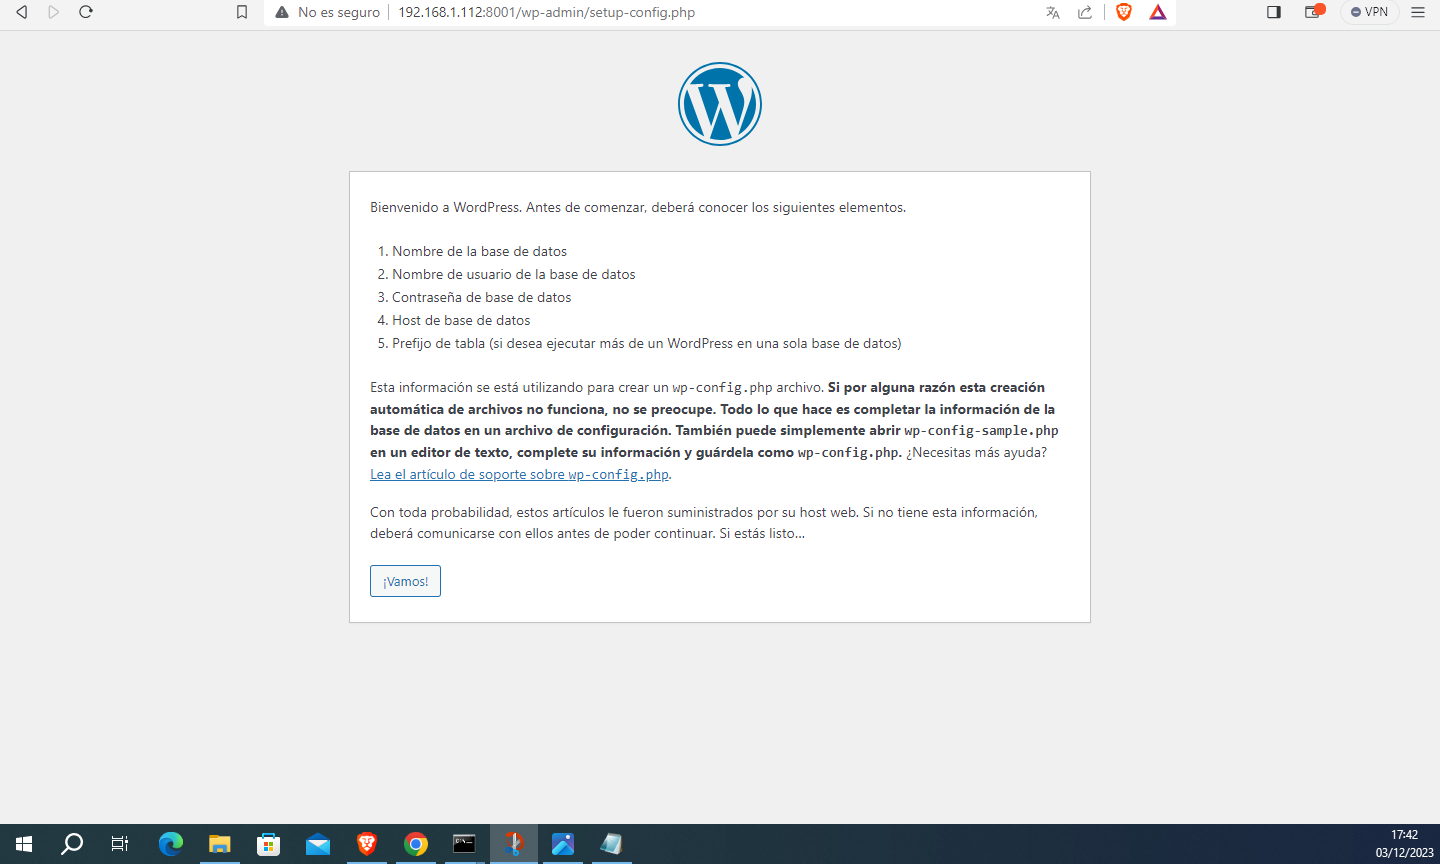 No es seguro 192.168.1.112:8001/wp-admin/setup-config.php VPN
Bienvenido a WordPress. Antes de comenzar, deberá conocer los siguientes elementos.
1. Nombre de la base de datos
2. Nombre de usuario de la base de datos
3. Contraseña de base de datos
4. Host de base de datos
5. Prefijo de tabla (si desea ejecutar más de un WordPress en una sola base de datos)
Esta información se está utilizando para crear un wp-config.php archivo. Si por alguna razón esta creación
automática de archivos no funciona, no se preocupe. Todo lo que hace es completar la información de la
base de datos en un archivo de configuración. También puede simplemente abrir wp-config-sample.php
en un editor de texto, complete su información y guárdela como wp-config.php. ¿Necesitas más ayuda?
Lea el artículo de soporte sobre wp-config.php.
Con toda probabilidad, estos artículos le fueron suministrados por su host web. Si no tiene esta información,
deberá comunicarse con ellos antes de poder continuar. Si estás listo...
¡Vamos!
17:42
03/12/2023